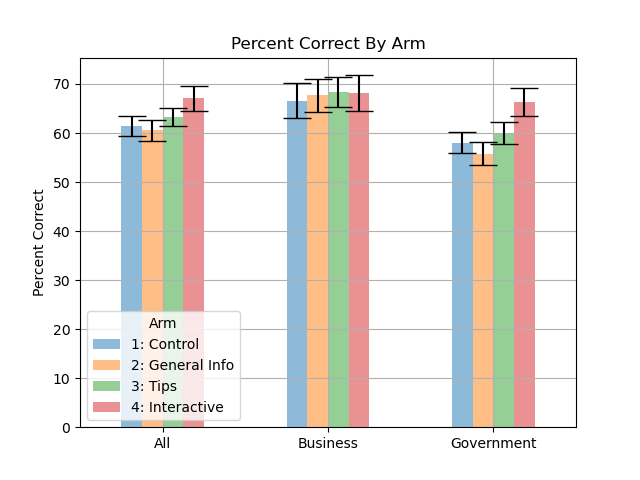 Percent Correct By Arm
Percent Correct
70
60
50
40
30
20
10
0
Arm
1: Control
2: General Info
3: Tips
4: Interactive
All
Business
Government